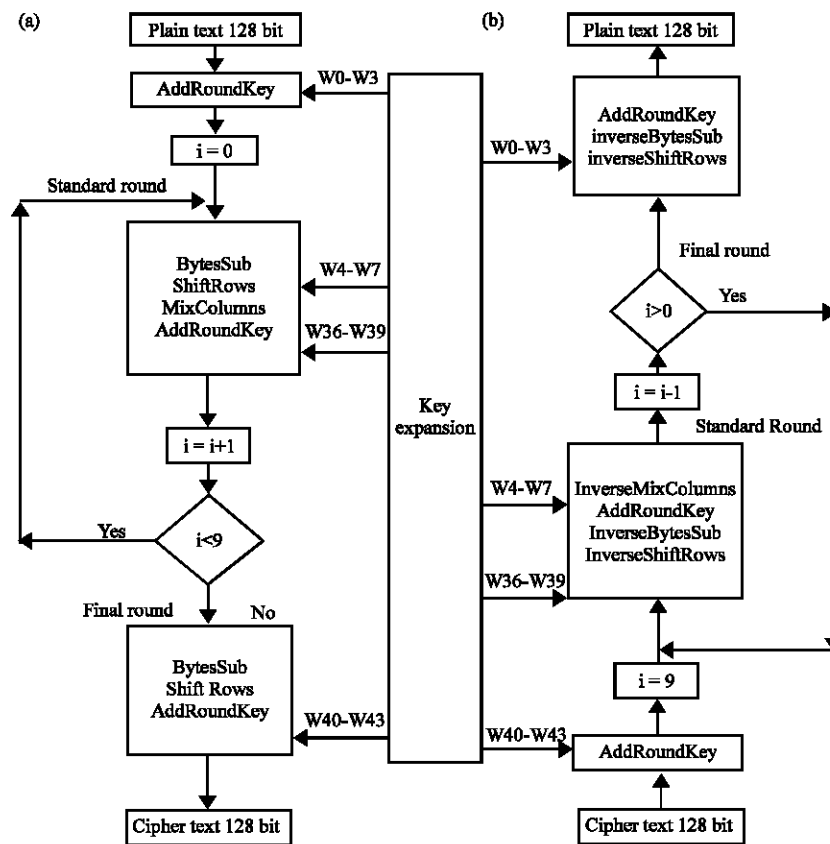 (a)
Plain text 128 bit
AddRoundKey
W0-W3
i = 0
Standard round
BytesSub
ShiftRows
MixColumns
AddRoundKey
W4-W7
W36-W39
i = i+1
i<9
Yes
No
Final round
BytesSub
Shift Rows
AddRoundKey
W40-W43
Cipher text 128 bit
Key
expansion
(b)
Plain text 128 bit
AddRoundKey
inverseBytesSub
inverseShiftRows
W0-W3
Final round
i>0
Yes
i = i-1
Standard Round
InverseMixColumns
AddRoundKey
InverseBytesSub
InverseShiftRows
W4-W7
W36-W39
i = 9
W40-W43
AddRoundKey
Cipher text 128 bit